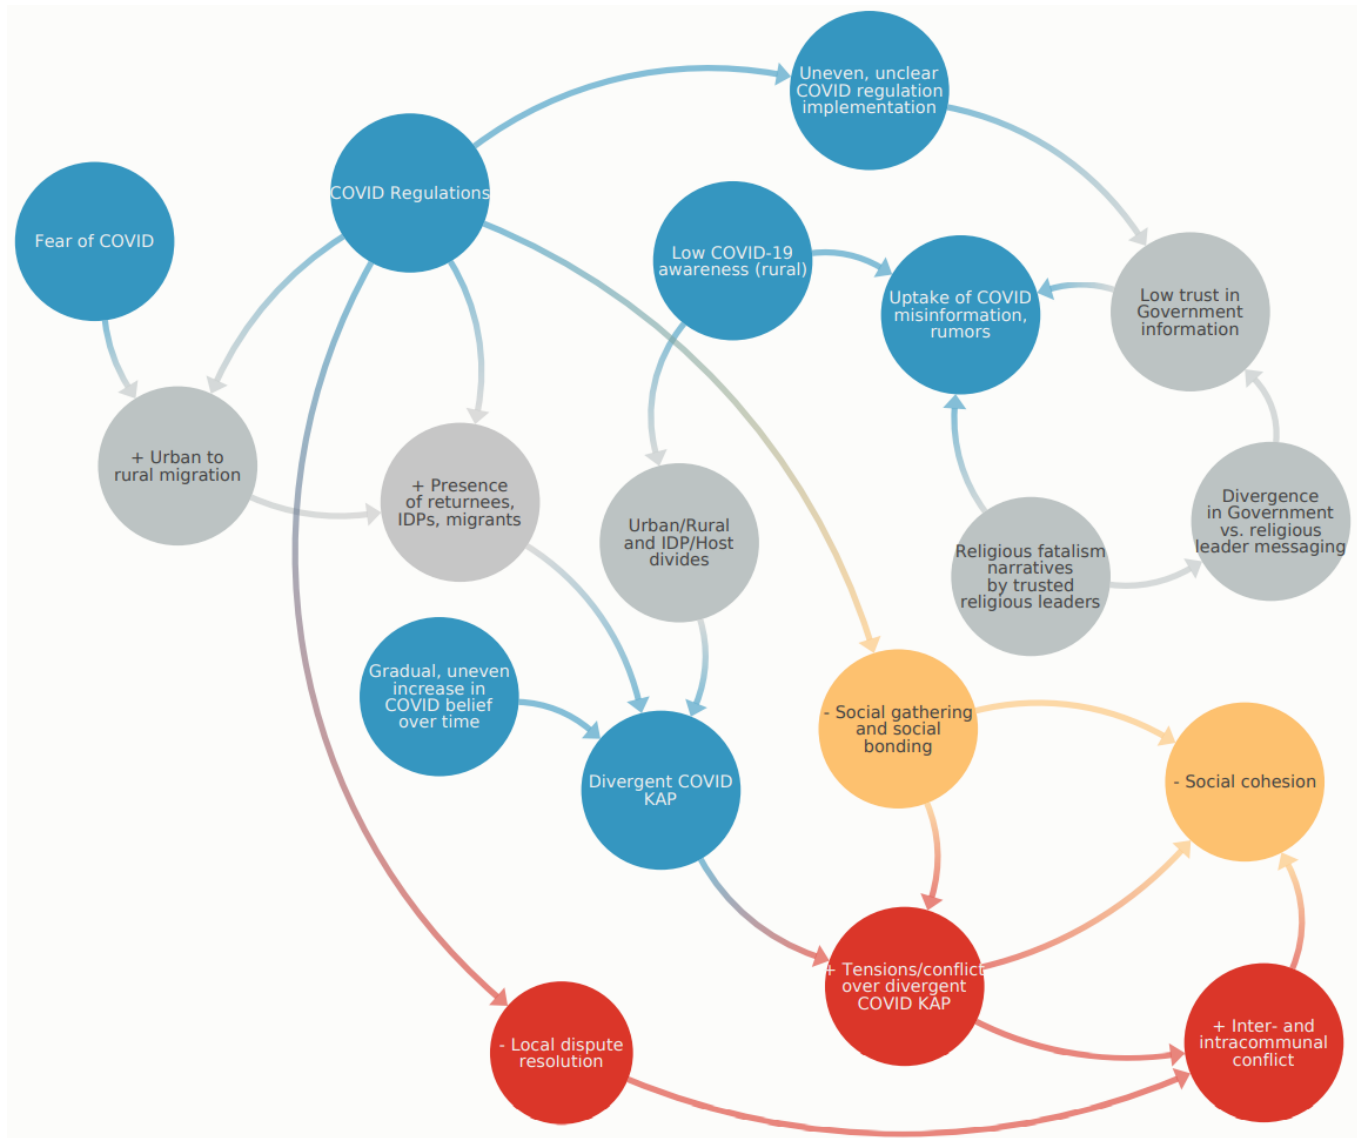 Uneven, unclear
COVID regulation
implementation
COVID Regulations
Fear of COVID
Low COVID-19
awareness (rural)
Uptake of COVID
misinformation,
rumors
Low trust in
Government
information
+ Urban to
rural migration
+ Presence
of returnees,
IDPs, migrants
Urban/Rural
and IDP/Host
divides
Religious fatalism
narratives
by trusted
religious leaders
Divergence
in Government
vs. religious
leader messaging
Gradual, uneven
increase in
COVID belief
over time
Divergent COVID
KAP
- Social gathering
and social
bonding
- Social cohesion
+ Tensions/conflict
over divergent
COVID KAP
- Local dispute
resolution
+ Inter- and
intracommunal
conflict